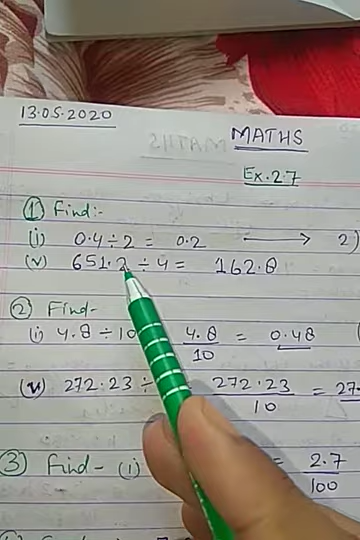 13.05.2020
MATHS
Ex. 2.7
① Find:-
(i) 0.4 ÷ 2 = 0.2 → 2)
(v) 651.2 ÷ 4 = 162.8
② Find-
(i) 4.8 ÷ 10 4.8/10 = 0.48
(v) 272.23 ÷ 272.23/10 = 27.
③ Find- (i) = 2.7/100